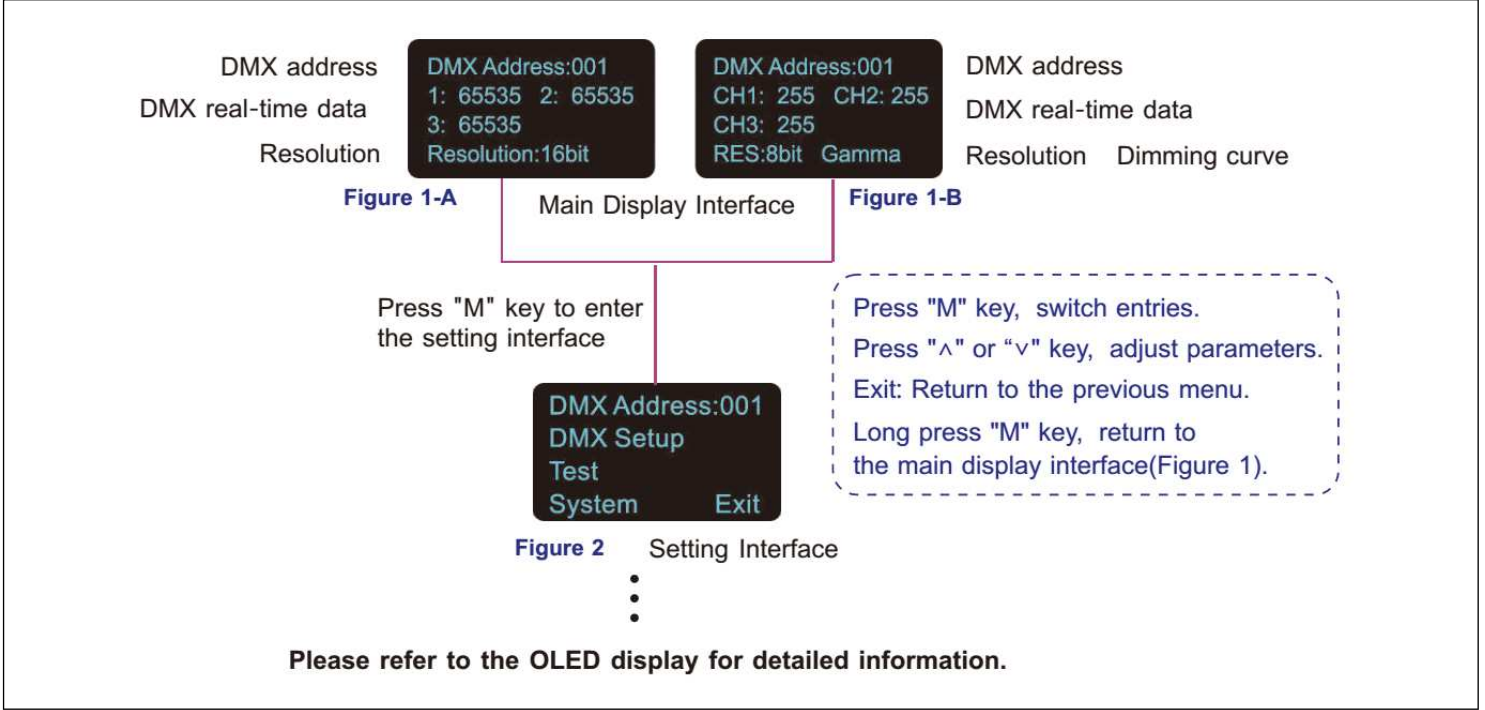 DMX address
DMX real-time data
Resolution
DMX Address:001
1: 65535 2: 65535
3: 65535
Resolution:16bit
DMX Address:001
CH1: 255 CH2: 255
CH3: 255
RES:8bit Gamma
DMX address
DMX real-time data
Resolution Dimming curve
Figure 1-A
Main Display Interface
Figure 1-B
Press "M" key to enter
the setting interface
Press "M" key, switch entries.
Press "∧" or “∨" key, adjust parameters.
Exit: Return to the previous menu.
Long press "M" key, return to
the main display interface(Figure 1).
DMX Address:001
DMX Setup
Test
System Exit
Figure 2 Setting Interface
Please refer to the OLED display for detailed information.